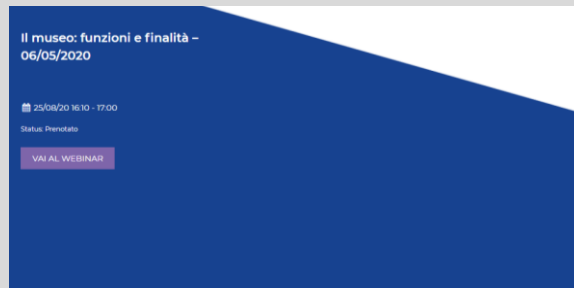 Il museo: funzioni e finalità –
06/05/2020
25/08/20 16:10 - 17:00
Status: Prenotato
VAI AL WEBINAR